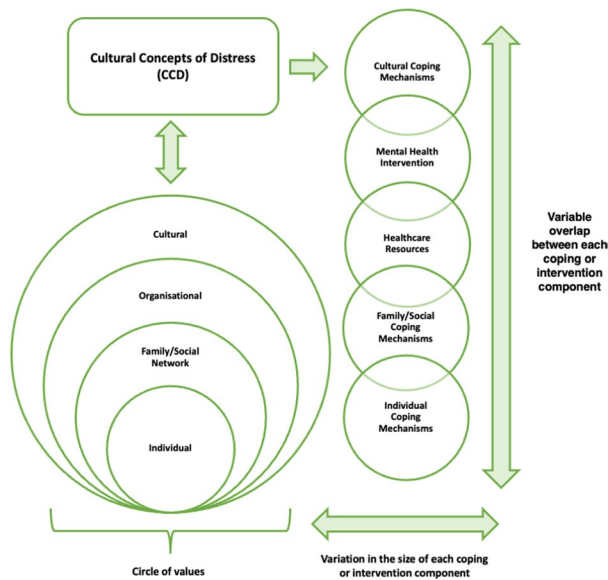 Cultural Concepts of Distress
(CCD)
Cultural Coping
Mechanisms
Mental Health
Intervention
Healthcare
Resources
Family/Social
Coping
Mechanisms
Individual
Coping
Mechanisms
Variable
overlap
between each
coping or
intervention
component
Cultural
Organisational
Family/Social
Network
Individual
Circle of values
Variation in the size of each coping
or intervention component